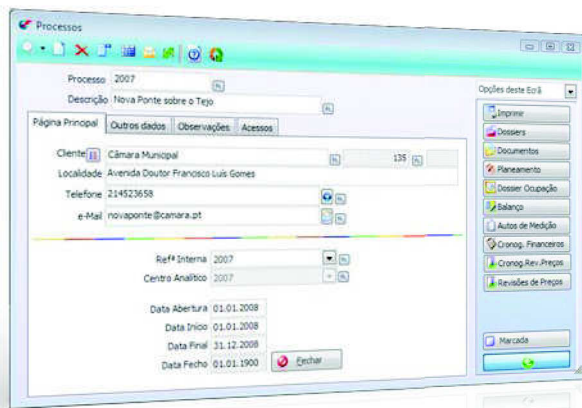 Processos
Processo 2007
Descrição Nova Ponte sobre o Tejo
Página Principal Outros dados Observações Acessos
Cliente Câmara Municipal 135
Localidade Avenida Doutor Francisco Luis Gomes
Telefone 214523658
e-Mail novaponte@camara.pt
Refª Interna 2007
Centro Analítico 2007
Data Abertura 01.01.2008
Data Inicio 01.01.2008
Data Final 31.12.2008
Data Fecho 01.01.1900 Fechar
Opções deste Ecrã
Imprimir
Dossiers
Documentos
Planeamento
Dossier Ocupação
Balanço
Autos de Medição
Cronog. Financeiros
Cronog.Rev.Preços
Revisões de Preços
Marcada